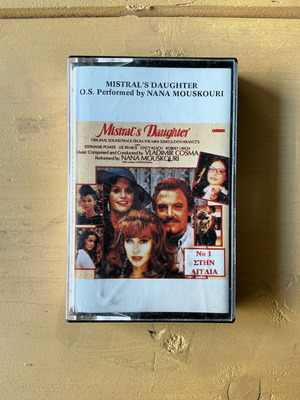 MISTRAL'S DAUGHTER
O.S. Performed by NANA MOUSKOURI
Mistral's Daughter
CARRERE
ORIGINAL SOUNDTRACK FROM THE MINI SERIES JUDITH KRANTZ'S
STEPHANIE POWERS LEE REMICK STACY KEACH ROBERT URICH
Music Composed and Conducted by VLADIMIR COSMA
Performed by NANA MOUSKOURI
No 1
ΣΤΗΝ
ΑΓΓΛΙΑ